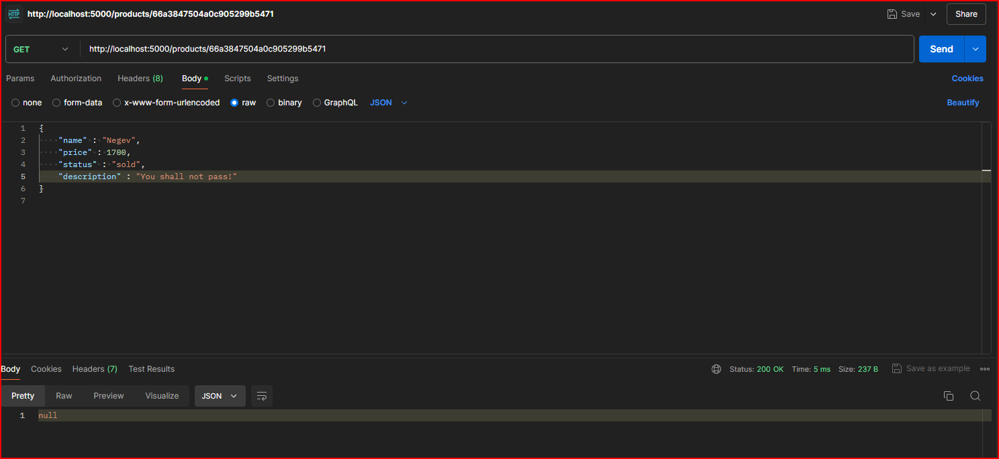 HTTP http://localhost:5000/products/66a3847504a0c905299b5471 Save Share
GET http://localhost:5000/products/66a3847504a0c905299b5471 Send
Params Authorization Headers (8) Body Scripts Settings Cookies
none form-data x-www-form-urlencoded raw binary GraphQL JSON Beautify
1 {
2 "name" : "Negev",
3 "price" : 1700,
4 "status" : "sold",
5 "description" : "You shall not pass!"
6 }
7
Body Cookies Headers (7) Test Results Status: 200 OK Time: 5 ms Size: 237 B Save as example
Pretty Raw Preview Visualize JSON
1 null